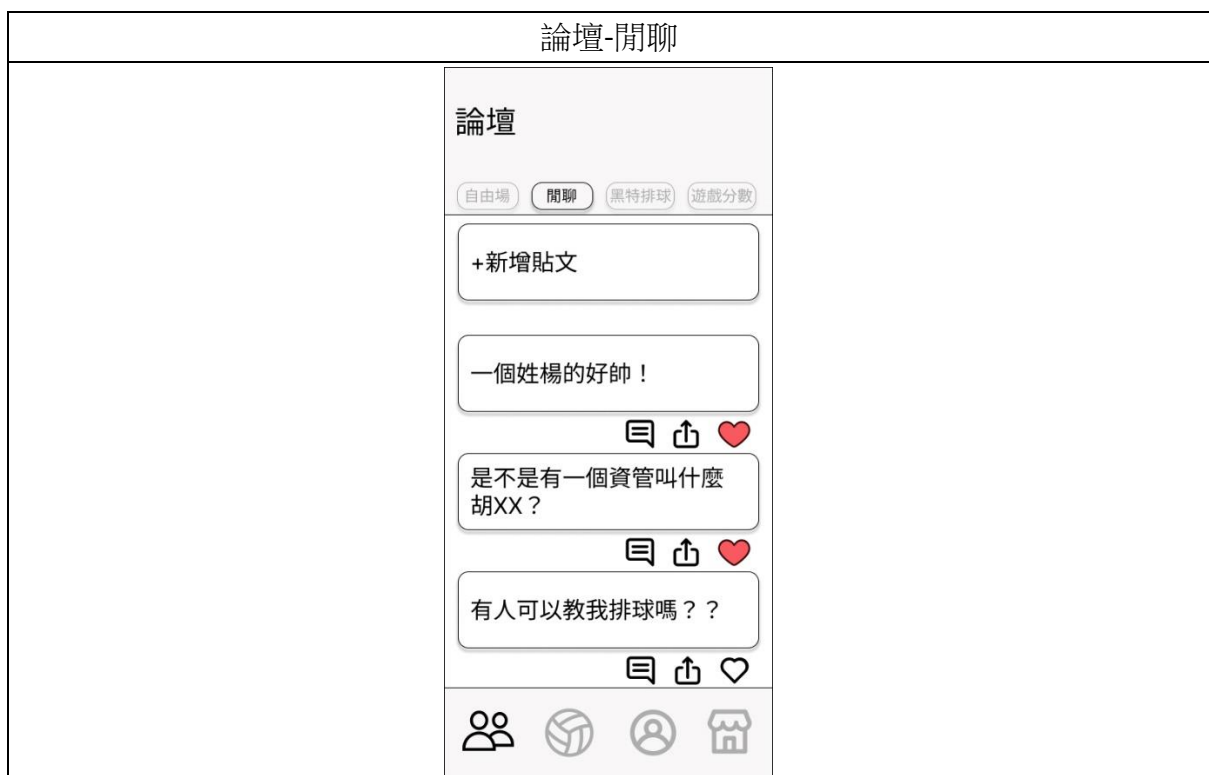 論壇-閒聊
論壇
自由場 閒聊 黑特排球 遊戲分數
+新增貼文
一個姓楊的好帥！
是不是有一個資管叫什麼
胡XX？
有人可以教我排球嗎？？